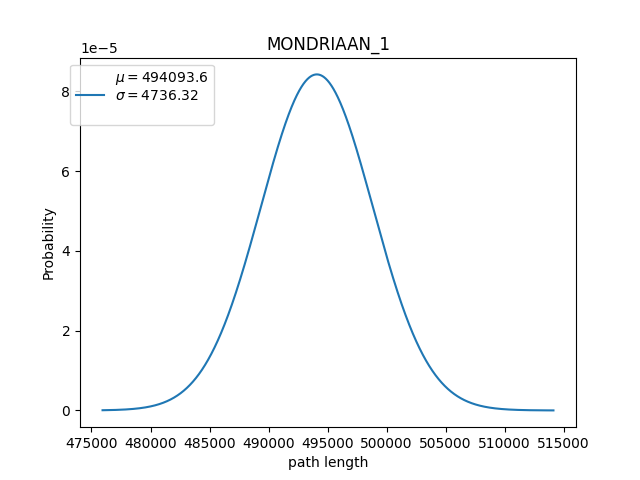 MONDRIAAN_1
1e−5
μ = 494093.6
σ = 4736.32
8
6
4
2
0
Probability
475000 480000 485000 490000 495000 500000 505000 510000 515000
path length